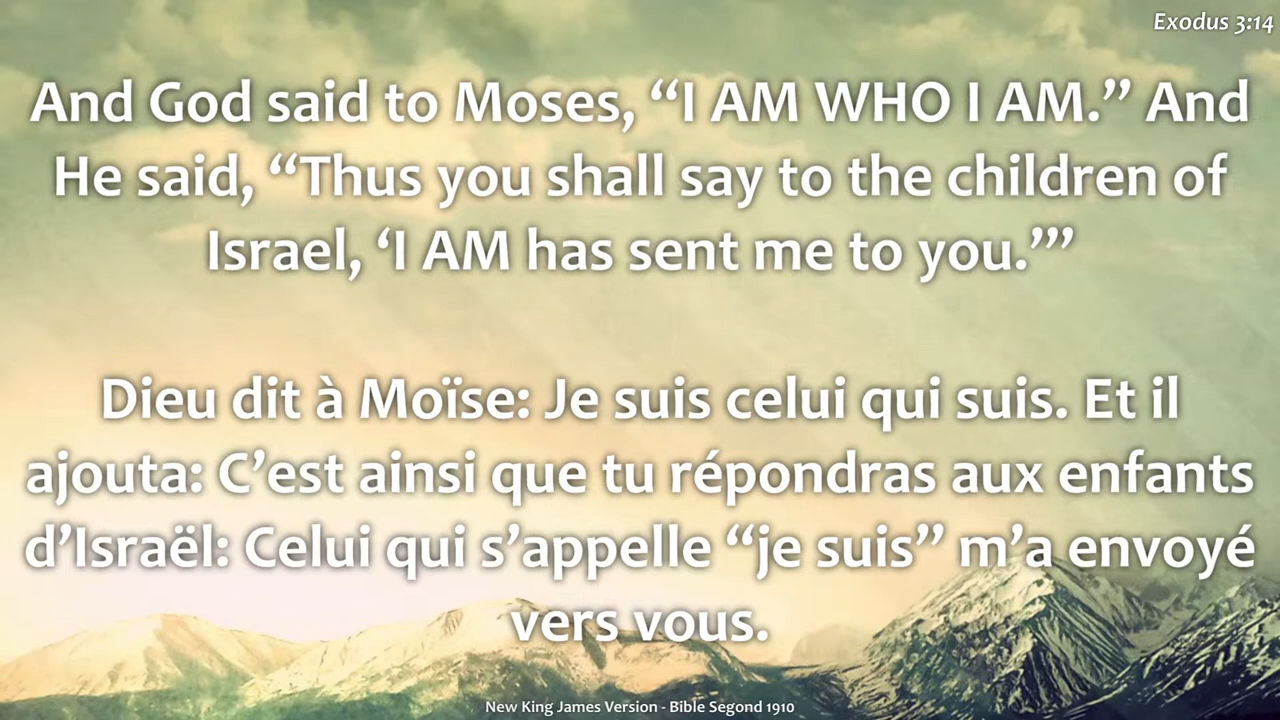 Exodus 3:14
And God said to Moses, “I AM WHO I AM.” And
He said, “Thus you shall say to the children of
Israel, ‘I AM has sent me to you.’”
Dieu dit à Moïse: Je suis celui qui suis. Et il
ajouta: C’est ainsi que tu répondras aux enfants
d’Israël: Celui qui s’appelle “je suis” m’a envoyé
vers vous.
New King James Version - Bible Segond 1910